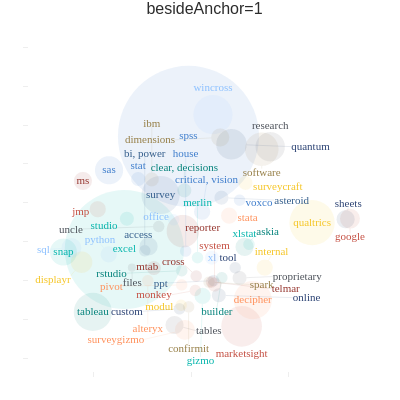 besideAnchor=1
wincross
ibm
research
dimensions
spss
quantum
bi, power
house
stat
clear, decisions
sas
software
ms
critical, vision
surveycraft
survey
merlin
voxco
asteroid
jmp
office
sheets
stata
qualtrics
uncle
studio
reporter
access
xlstat
askia
google
python
sql
snap
excel
system
internal
xl
tool
cross
mtab
rstudio
displayr
files
ppt
spark
proprietary
pivot
telmar
monkey
decipher
online
modul
tableau
custom
builder
alteryx
tables
surveygizmo
confirmit
marketsight
gizmo